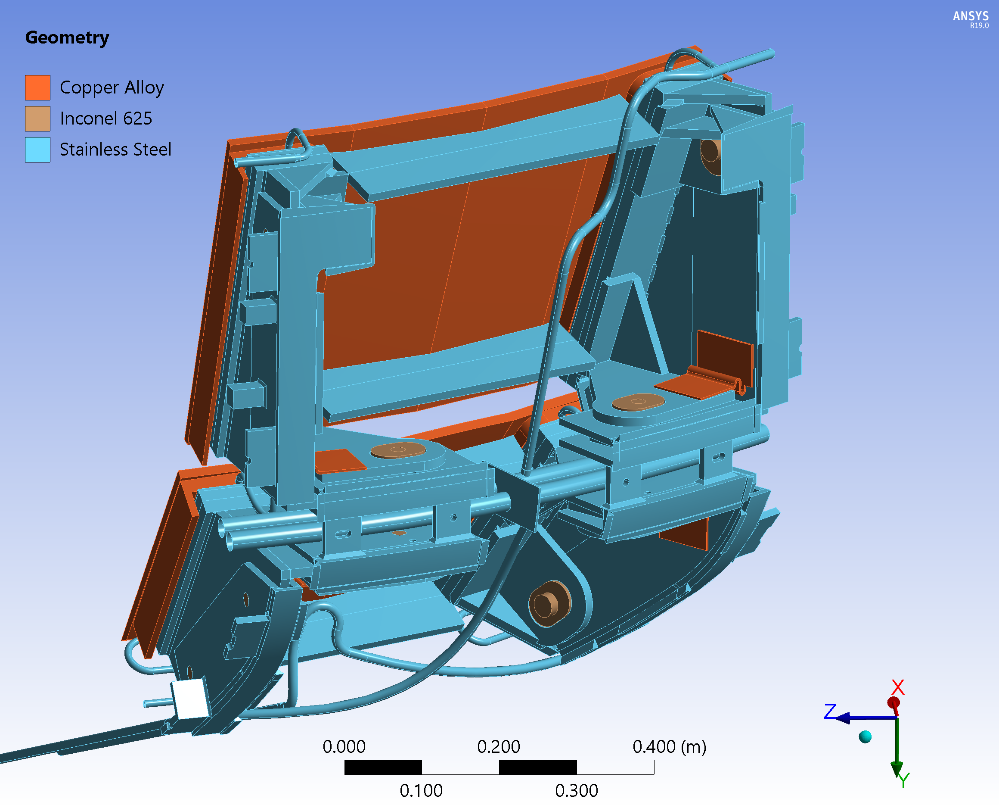 ANSYS
R19.0
Geometry
Copper Alloy
Inconel 625
Stainless Steel
X
Z
Y
0.000 0.200 0.400 (m)
0.100 0.300